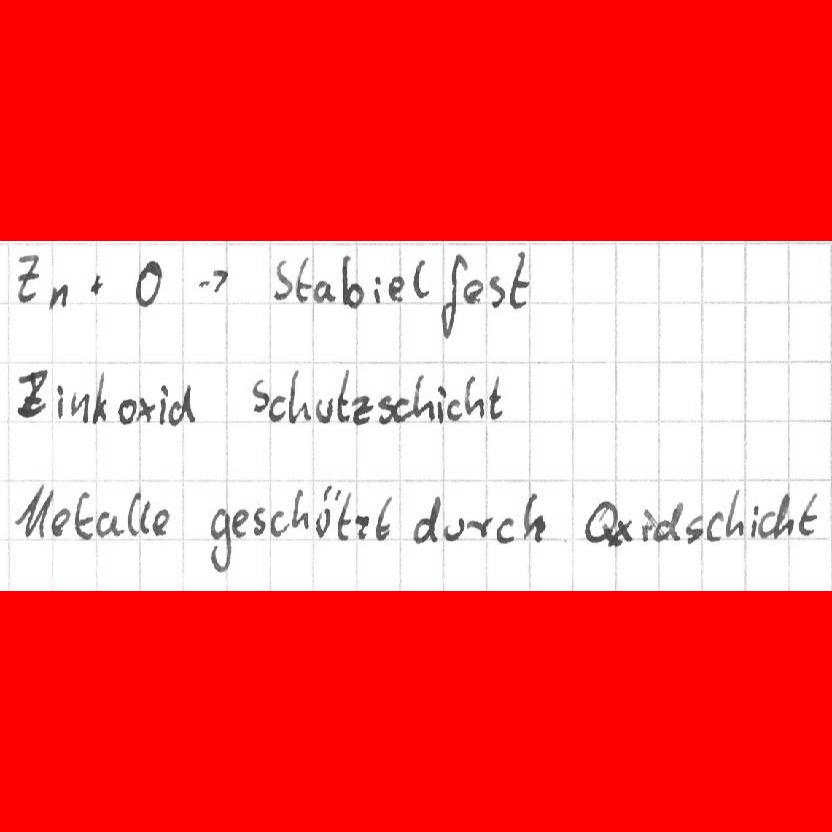 Zn + O → Stabiel fest
Zinkoxid Schutzschicht
Metalle geschützt durch Oxidschicht